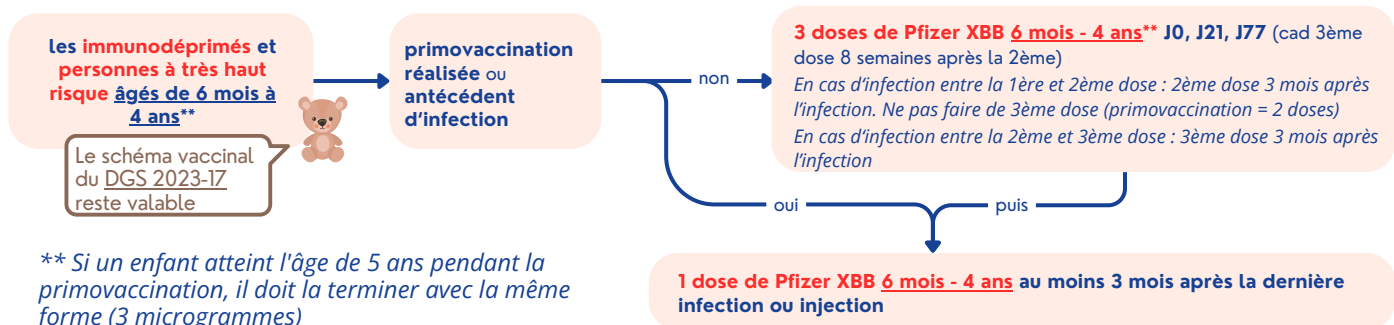 les immunodéprimés et
personnes à très haut
risque âgés de 6 mois à
4 ans**
Le schéma vaccinal
du DGS 2023-17
reste valable
primovaccination
réalisée ou
antécédent
d'infection
non
3 doses de Pfizer XBB 6 mois - 4 ans** J0, J21, J77 (cad 3ème
dose 8 semaines après la 2ème)
En cas d'infection entre la 1ère et 2ème dose : 2ème dose 3 mois après
l'infection. Ne pas faire de 3ème dose (primovaccination = 2 doses)
En cas d'infection entre la 2ème et 3ème dose : 3ème dose 3 mois après
l'infection
oui
puis
1 dose de Pfizer XBB 6 mois - 4 ans au moins 3 mois après la dernière
infection ou injection
** Si un enfant atteint l'âge de 5 ans pendant la
primovaccination, il doit la terminer avec la même
forme (3 microgrammes)